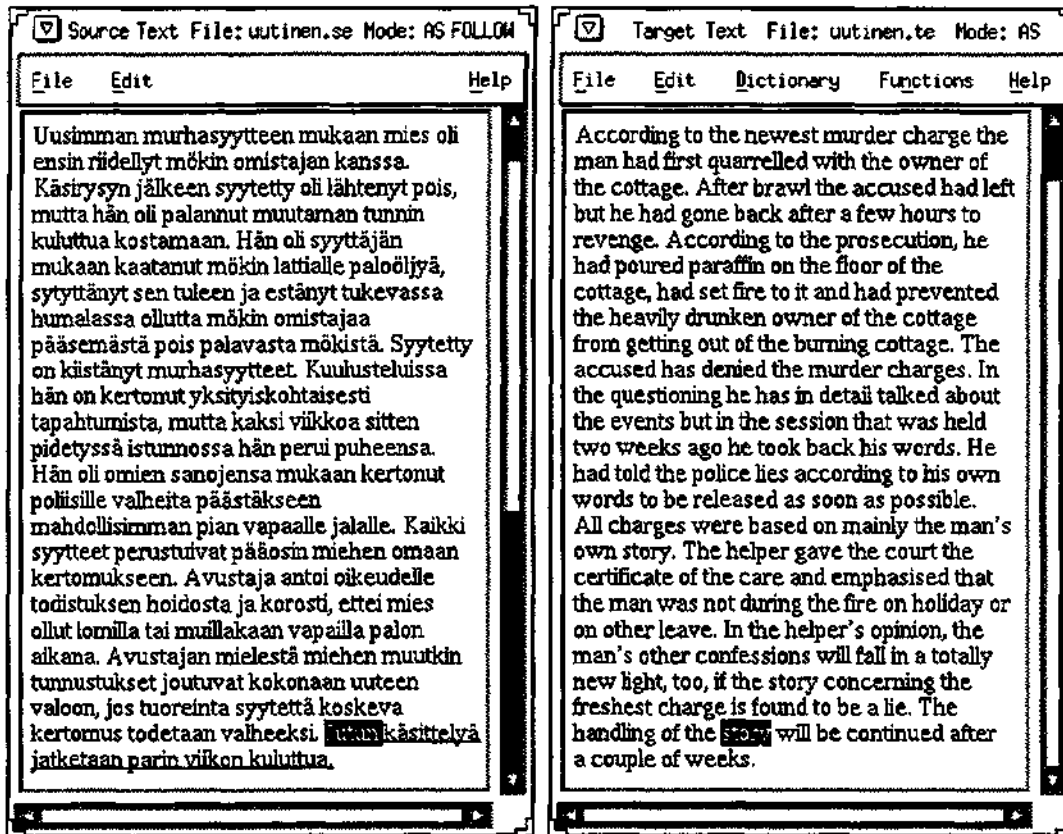 Source Text File: uutinen.se Mode: AS FOLLOW
File Edit Help
Uusimman murhasyytteen mukaan mies oli
ensin riidellyt mökin omistajan kanssa.
Käsirysyn jälkeen syytetty oli lähtenyt pois,
mutta hän oli palannut muutaman tunnin
kuluttua kostamaan. Hän oli syyttäjän
mukaan kaatanut mökin lattialle paloöljyä,
sytyttänyt sen tuleen ja estänyt tukevassa
humalassa ollutta mökin omistajaa
pääsemästä pois palavasta mökistä. Syytetty
on kiistänyt murhasyytteet. Kuulusteluissa
hän on kertonut yksityiskohtaisesti
tapahtumista, mutta kaksi viikkoa sitten
pidetyssä istunnossa hän perui puheensa.
Hän oli omien sanojensa mukaan kertonut
poliisille valheita päästäkseen
mahdollisimman pian vapaalle jalalle. Kaikki
syytteet perustuivat pääosin miehen omaan
kertomukseen. Avustaja antoi oikeudelle
todistuksen hoidosta ja korosti, ettei mies
ollut lomilla tai muillakaan vapailla palon
aikana. Avustajan mielestä miehen muutkin
tunnustukset joutuvat kokonaan uuteen
valoon, jos tuoreinta syytettä koskeva
kertomus todetaan valheeksi. Jutun käsittelyä
jatketaan parin viikon kuluttua.
Target Text File: uutinen.te Mode: AS
File Edit Dictionary Functions Help
According to the newest murder charge the
man had first quarrelled with the owner of
the cottage. After brawl the accused had left
but he had gone back after a few hours to
revenge. According to the prosecution, he
had poured paraffin on the floor of the
cottage, had set fire to it and had prevented
the heavily drunken owner of the cottage
from getting out of the burning cottage. The
accused has denied the murder charges. In
the questioning he has in detail talked about
the events but in the session that was held
two weeks ago he took back his words. He
had told the police lies according to his own
words to be released as soon as possible.
All charges were based on mainly the man's
own story. The helper gave the court the
certificate of the care and emphasised that
the man was not during the fire on holiday or
on other leave. In the helper's opinion, the
man's other confessions will fall in a totally
new light, too, if the story concerning the
freshest charge is found to be a lie. The
handling of the story will be continued after
a couple of weeks.